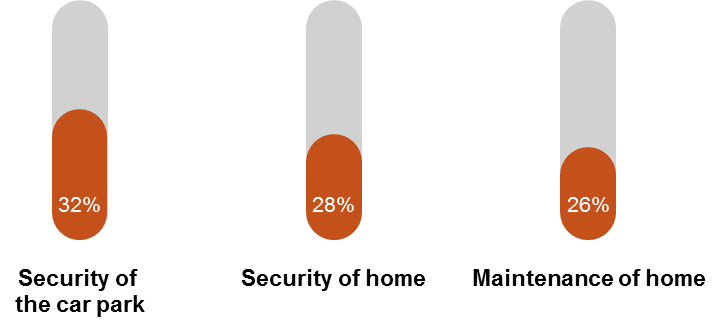 32%
28%
26%
Security of
the car park
Security of home
Maintenance of home